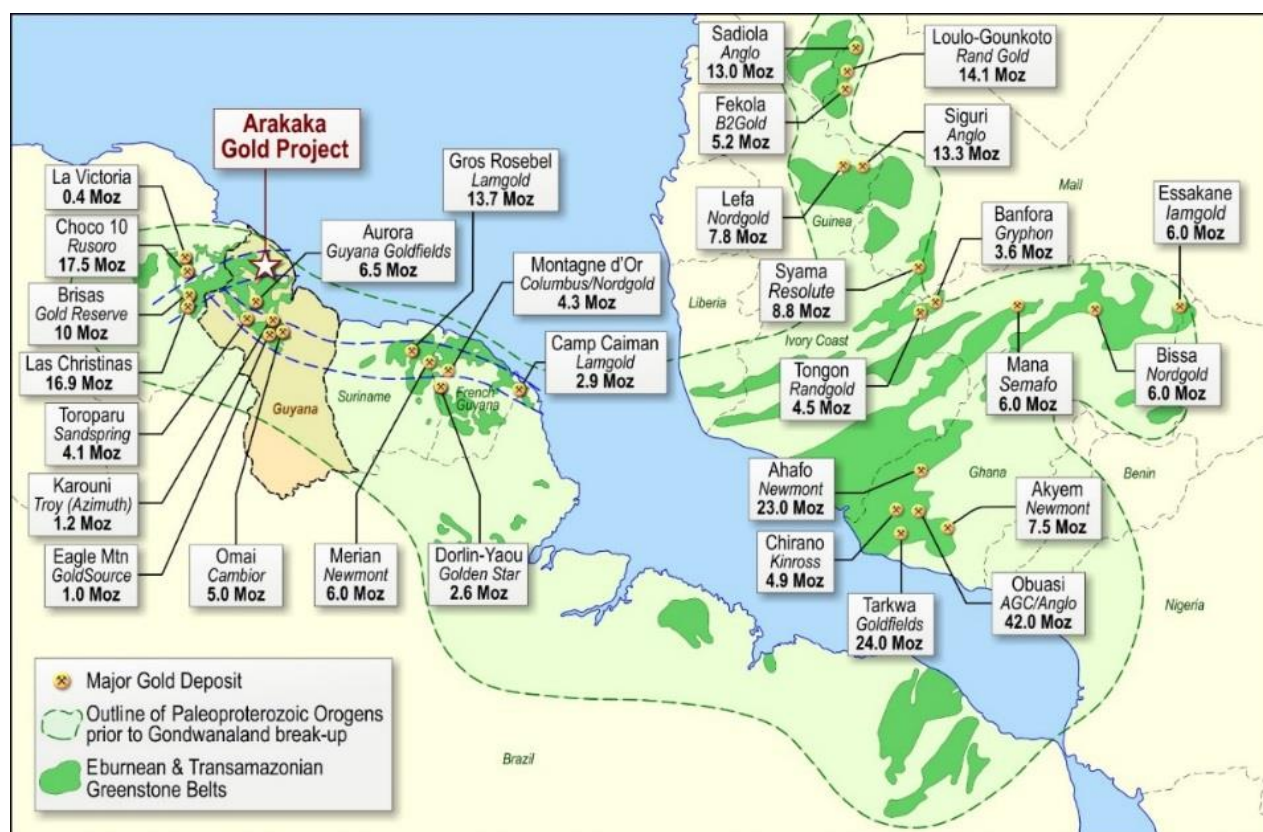 Arakaka
Gold Project
La Victoria
0.4 Moz
Choco 10
Rusoro
17.5 Moz
Brisas
Gold Reserve
10 Moz
Las Christinas
16.9 Moz
Toroparu
Sandspring
4.1 Moz
Karouni
Troy (Azimuth)
1.2 Moz
Eagle Mtn
GoldSource
1.0 Moz
Omai
Cambior
5.0 Moz
Aurora
Guyana Goldfields
6.5 Moz
Gros Rosebel
Lamgold
13.7 Moz
Montagne d'Or
Columbus/Nordgold
4.3 Moz
Camp Caiman
Lamgold
2.9 Moz
Merian
Newmont
6.0 Moz
Dorlin-Yaou
Golden Star
2.6 Moz
Guyana
Suriname
French
Guyana
Brazil
Sadiola
Anglo
13.0 Moz
Loulo-Gounkoto
Rand Gold
14.1 Moz
Fekola
B2Gold
5.2 Moz
Siguri
Anglo
13.3 Moz
Lefa
Nordgold
7.8 Moz
Guinea
Mali
Banfora
Gryphon
3.6 Moz
Essakane
Iamgold
6.0 Moz
Syama
Resolute
8.8 Moz
Liberia
Ivory Coast
Tongon
Randgold
4.5 Moz
Mana
Semafo
6.0 Moz
Bissa
Nordgold
6.0 Moz
Ahafo
Newmont
23.0 Moz
Ghana
Benin
Akyem
Newmont
7.5 Moz
Chirano
Kinross
4.9 Moz
Tarkwa
Goldfields
24.0 Moz
Obuasi
AGC/Anglo
42.0 Moz
Nigeria
Major Gold Deposit
Outline of Paleoproterozoic Orogens
prior to Gondwanaland break-up
Eburnean & Transamazonian
Greenstone Belts